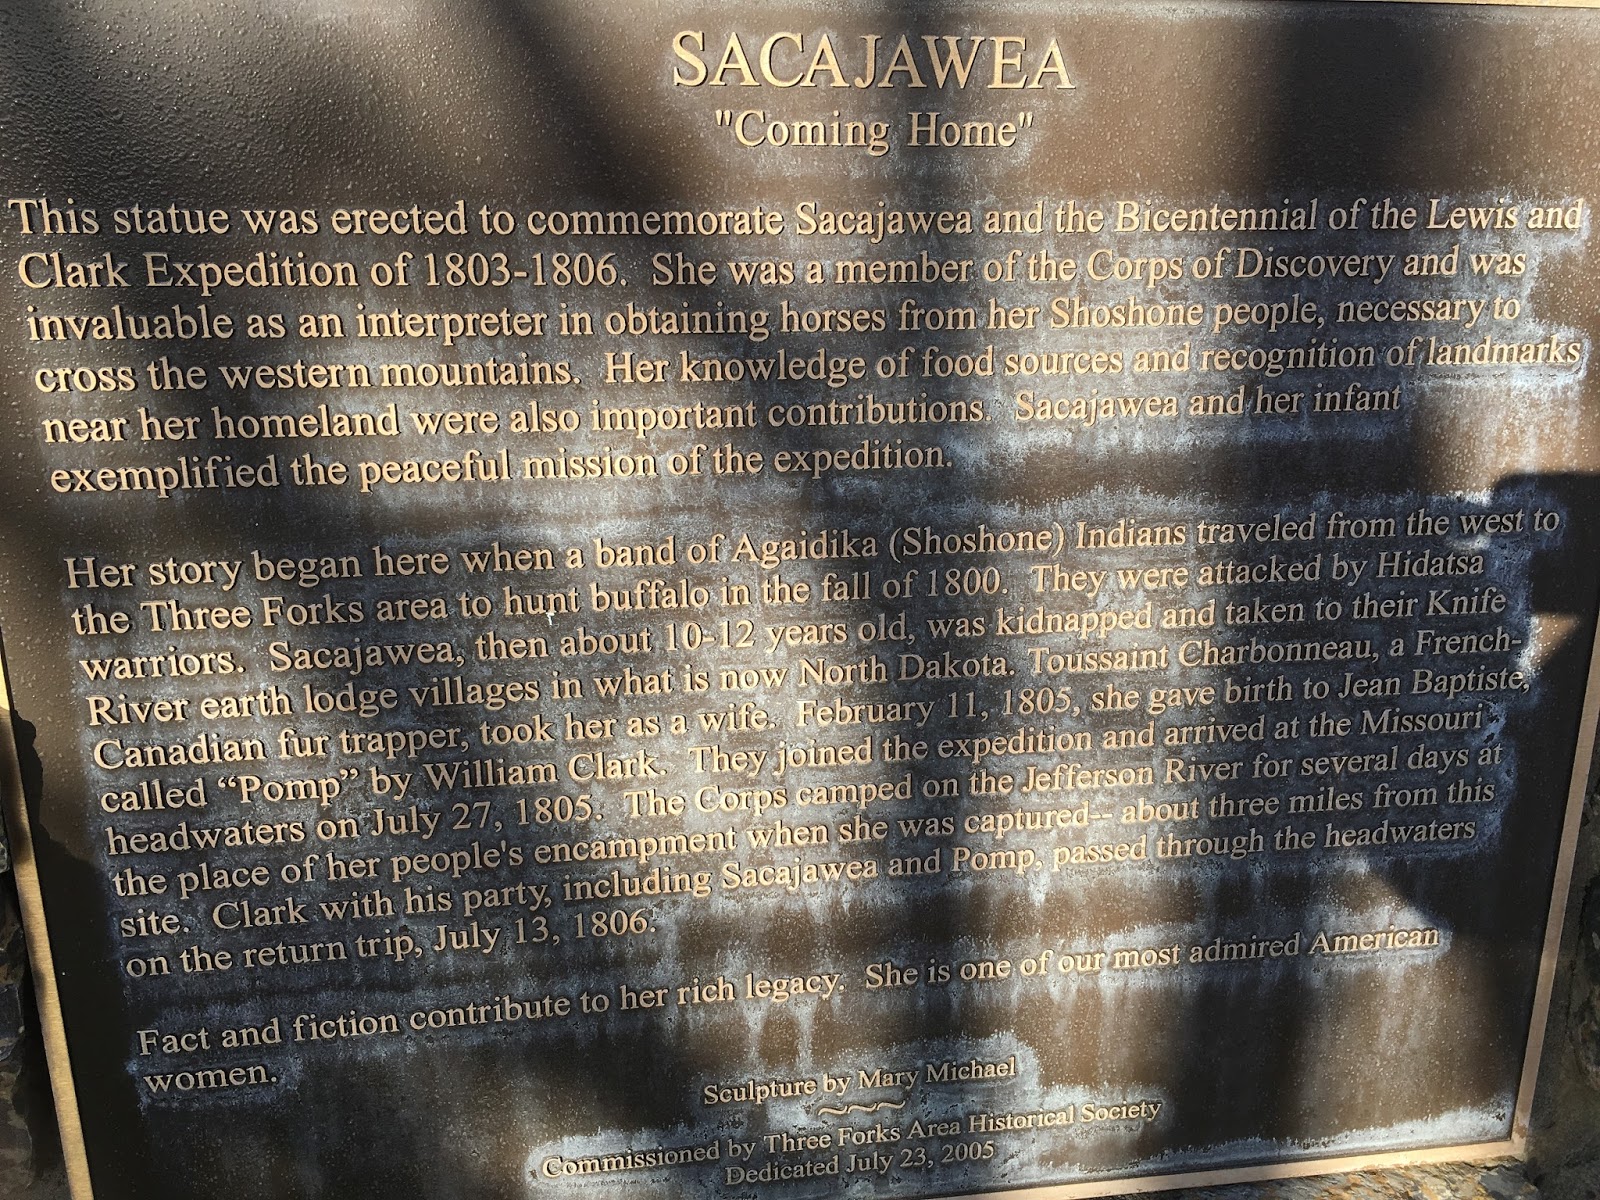 SACAJAWEA
"Coming Home"
This statue was erected to commemorate Sacajawea and the Bicentennial of the Lewis and
Clark Expedition of 1803-1806. She was a member of the Corps of Discovery and was
invaluable as an interpreter in obtaining horses from her Shoshone people, necessary to
cross the western mountains. Her knowledge of food sources and recognition of landmarks
near her homeland were also important contributions. Sacajawea and her infant
exemplified the peaceful mission of the expedition.
Her story began here when a band of Agaidika (Shoshone) Indians traveled from the west to
the Three Forks area to hunt buffalo in the fall of 1800. They were attacked by Hidatsa
warriors. Sacajawea, then about 10-12 years old, was kidnapped and taken to their Knife
River earth lodge villages in what is now North Dakota. Toussaint Charbonneau, a French-
Canadian fur trapper, took her as a wife. February 11, 1805, she gave birth to Jean Baptiste,
called “Pomp” by William Clark. They joined the expedition and arrived at the Missouri
headwaters on July 27, 1805. The Corps camped on the Jefferson River for several days at
the place of her people's encampment when she was captured-- about three miles from this
site. Clark with his party, including Sacajawea and Pomp, passed through the headwaters
on the return trip, July 13, 1806.
Fact and fiction contribute to her rich legacy. She is one of our most admired American
women.
Sculpture by Mary Michael
Commissioned by Three Forks Area Historical Society
Dedicated July 23, 2005